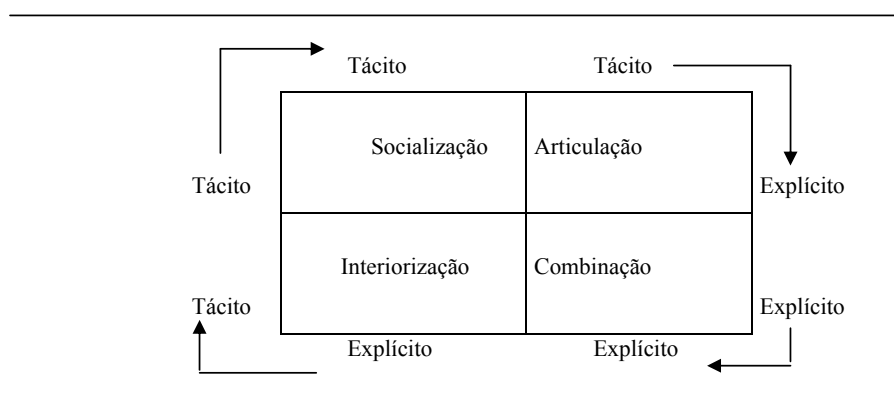 Tácito Tácito
Socialização Articulação
Tácito Explícito
Interiorização Combinação
Tácito Explícito
Explícito Explícito